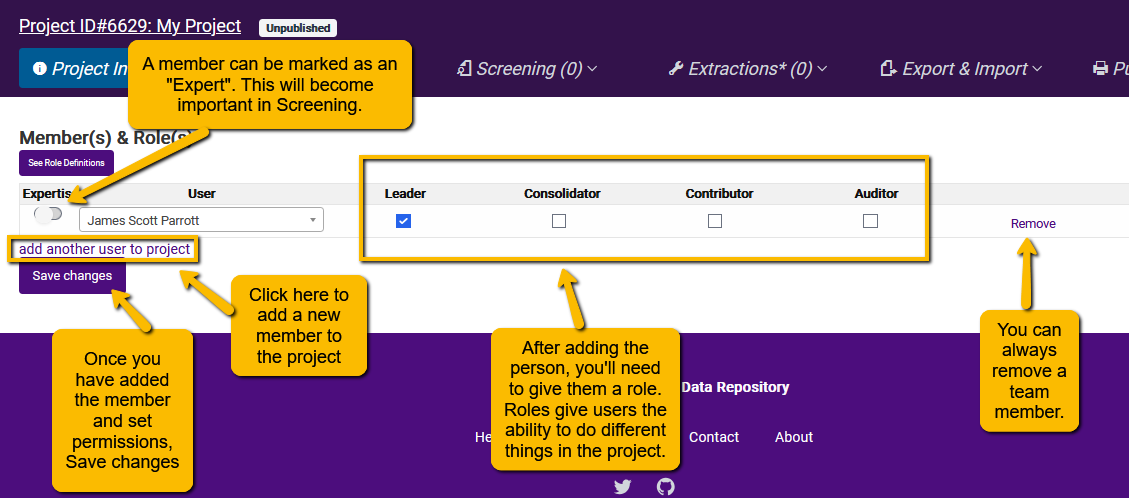 Project ID#6629: My Project Unpublished
Project In
Screening (0)
Extractions* (0)
Export & Import
A member can be marked as an
"Expert". This will become
important in Screening.
Member(s) & Role(s)
See Role Definitions
Expertis User Leader Consolidator Contributor Auditor
James Scott Parrott
Remove
add another user to project
Save changes
Click here to
add a new
member to
the project
Once you
have added
the member
and set
permissions,
Save changes
After adding the
person, you'll need
to give them a role.
Roles give users the
ability to do different
things in the project.
You can
always
remove a
team
member.
Data Repository
Contact About